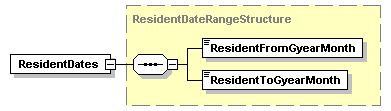 ResidentDateRangeStructure
ResidentFromGyearMonth
ResidentDates
ResidentToGyearMonth